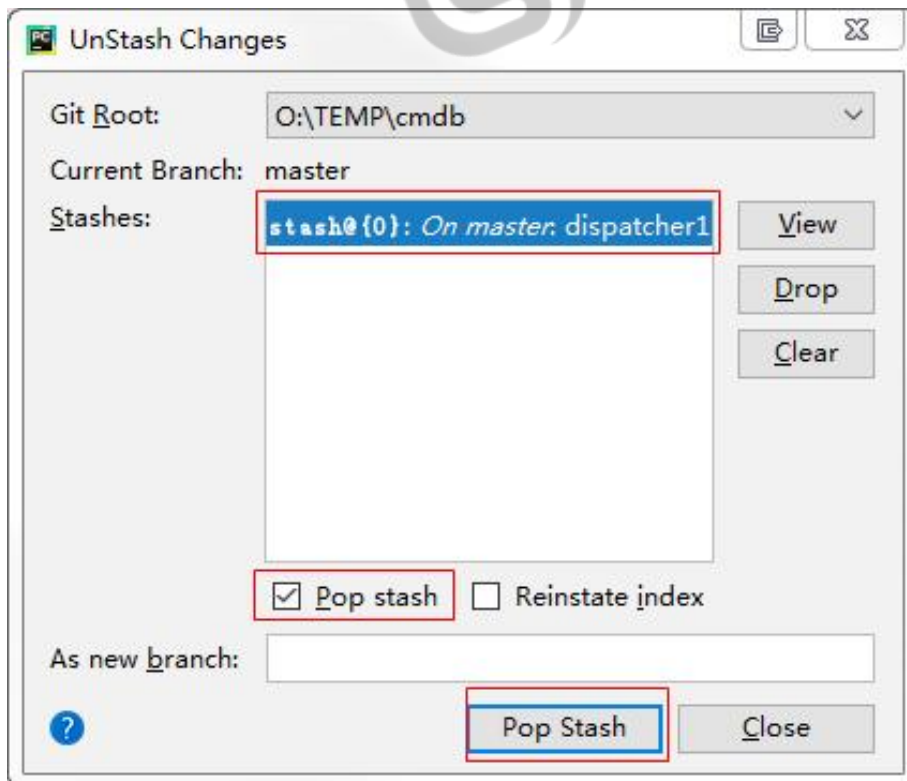 PC UnStash Changes
Git Root: O:\TEMP\cmdb
Current Branch: master
Stashes: stash@{0}: On master: dispatcher1
View
Drop
Clear
Pop stash Reinstate index
As new branch:
? Pop Stash Close